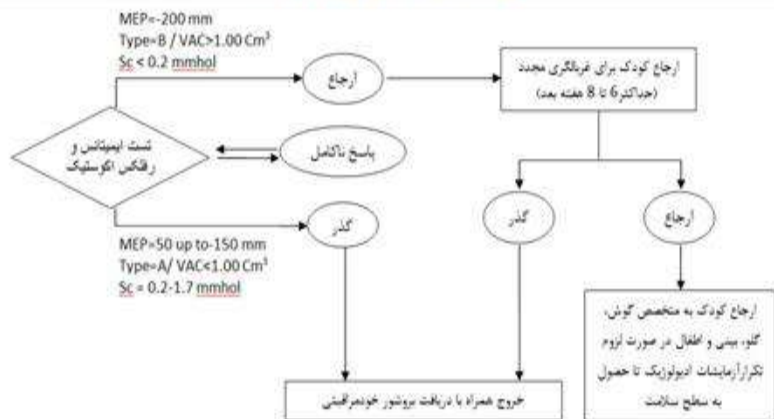 MEP=-200 mm
Type=B / VAC>1.00 Cm³
Sc < 0.2 mmhol
ارجاع
ارجاع کودک برای غربالگری مجدد
(حداکثر 6 تا 8 هفته بعد)
تست ایمیتانس و
رفلکس اکوستیک
پاسخ ناکامل
گذر
گذر
ارجاع
MEP=50 up to-150 mm
Type=A/ VAC<1.00 Cm³
Sc = 0.2-1.7 mmhol
ارجاع کودک به متخصص گوش،
گلو، بینی و اطفال در صورت لزوم
تکرارآزمایشات ادیولوژیک تا حصول
به سطح سلامت
خروج همراه با دریافت بروشور خودمراقبتی